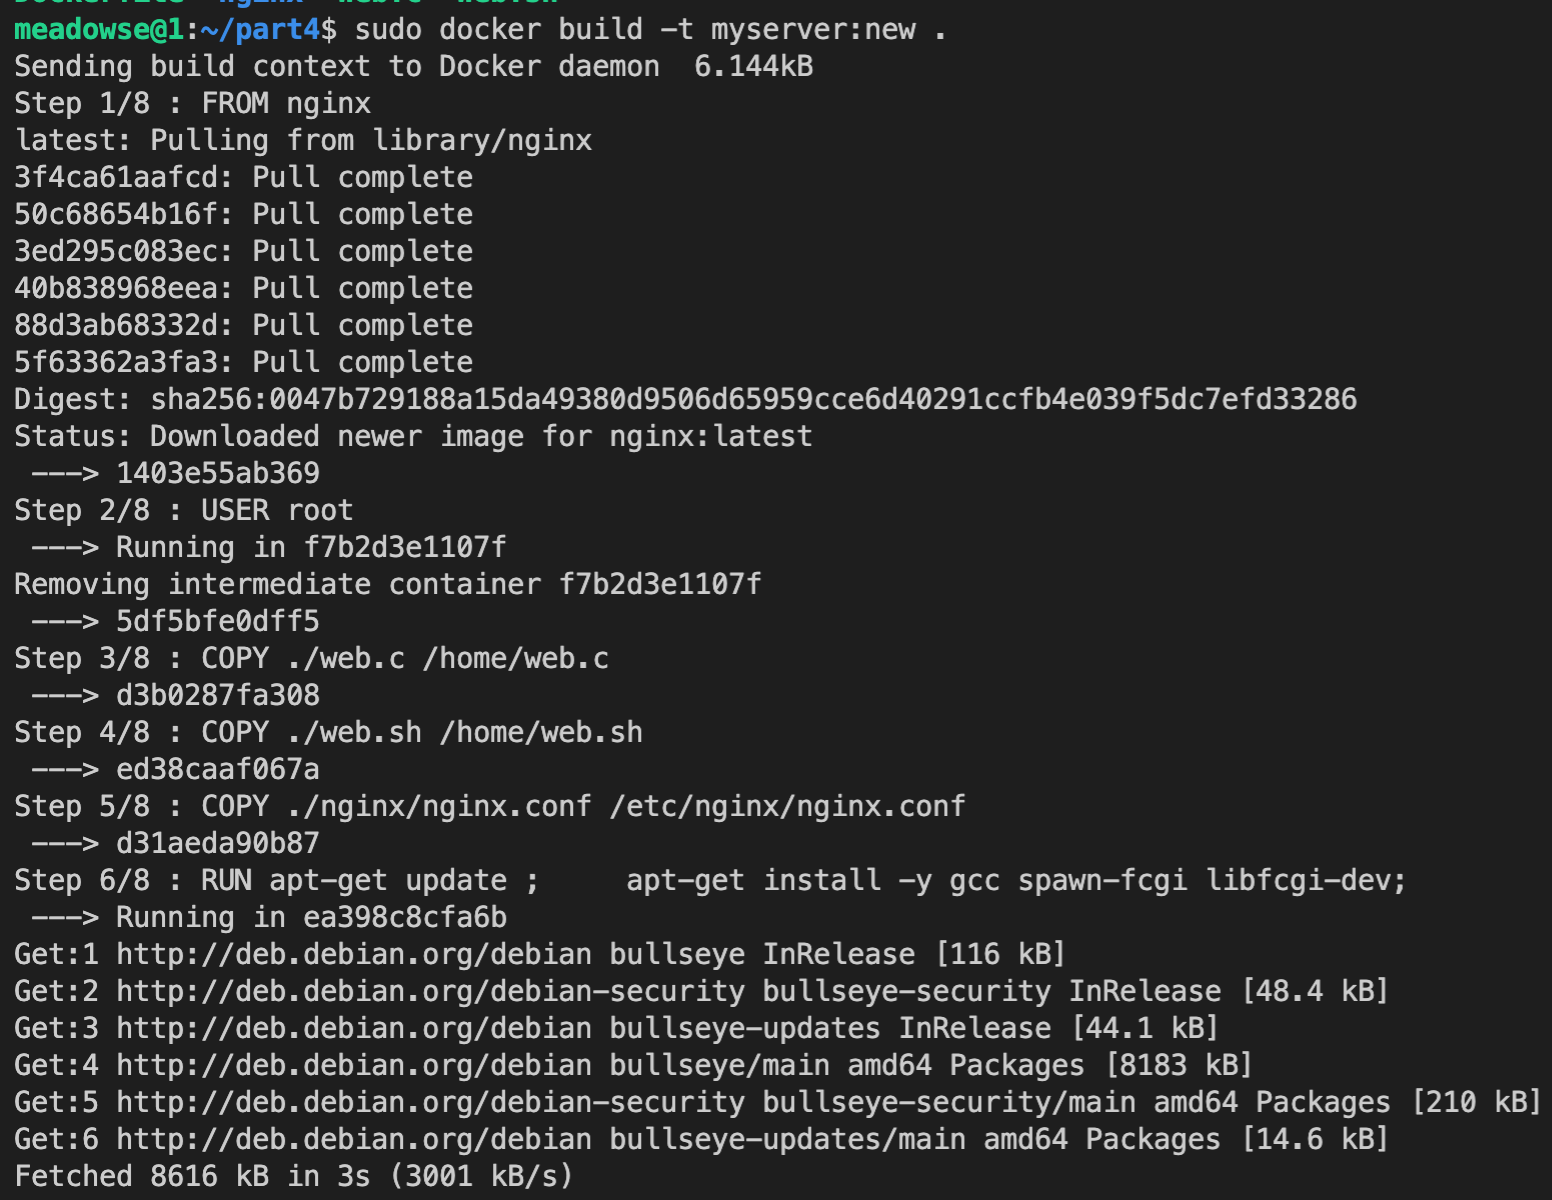 Dockerfile nginx web.c web.sh
meadowse@1:~/part4$ sudo docker build -t myserver:new .
Sending build context to Docker daemon  6.144kB
Step 1/8 : FROM nginx
latest: Pulling from library/nginx
3f4ca61aafcd: Pull complete
50c68654b16f: Pull complete
3ed295c083ec: Pull complete
40b838968eea: Pull complete
88d3ab68332d: Pull complete
5f63362a3fa3: Pull complete
Digest: sha256:0047b729188a15da49380d9506d65959cce6d40291ccfb4e039f5dc7efd33286
Status: Downloaded newer image for nginx:latest
 ---> 1403e55ab369
Step 2/8 : USER root
 ---> Running in f7b2d3e1107f
Removing intermediate container f7b2d3e1107f
 ---> 5df5bfe0dff5
Step 3/8 : COPY ./web.c /home/web.c
 ---> d3b0287fa308
Step 4/8 : COPY ./web.sh /home/web.sh
 ---> ed38caaf067a
Step 5/8 : COPY ./nginx/nginx.conf /etc/nginx/nginx.conf
 ---> d31aeda90b87
Step 6/8 : RUN apt-get update ;     apt-get install -y gcc spawn-fcgi libfcgi-dev;
 ---> Running in ea398c8cfa6b
Get:1 http://deb.debian.org/debian bullseye InRelease [116 kB]
Get:2 http://deb.debian.org/debian-security bullseye-security InRelease [48.4 kB]
Get:3 http://deb.debian.org/debian bullseye-updates InRelease [44.1 kB]
Get:4 http://deb.debian.org/debian bullseye/main amd64 Packages [8183 kB]
Get:5 http://deb.debian.org/debian-security bullseye-security/main amd64 Packages [210 kB]
Get:6 http://deb.debian.org/debian bullseye-updates/main amd64 Packages [14.6 kB]
Fetched 8616 kB in 3s (3001 kB/s)